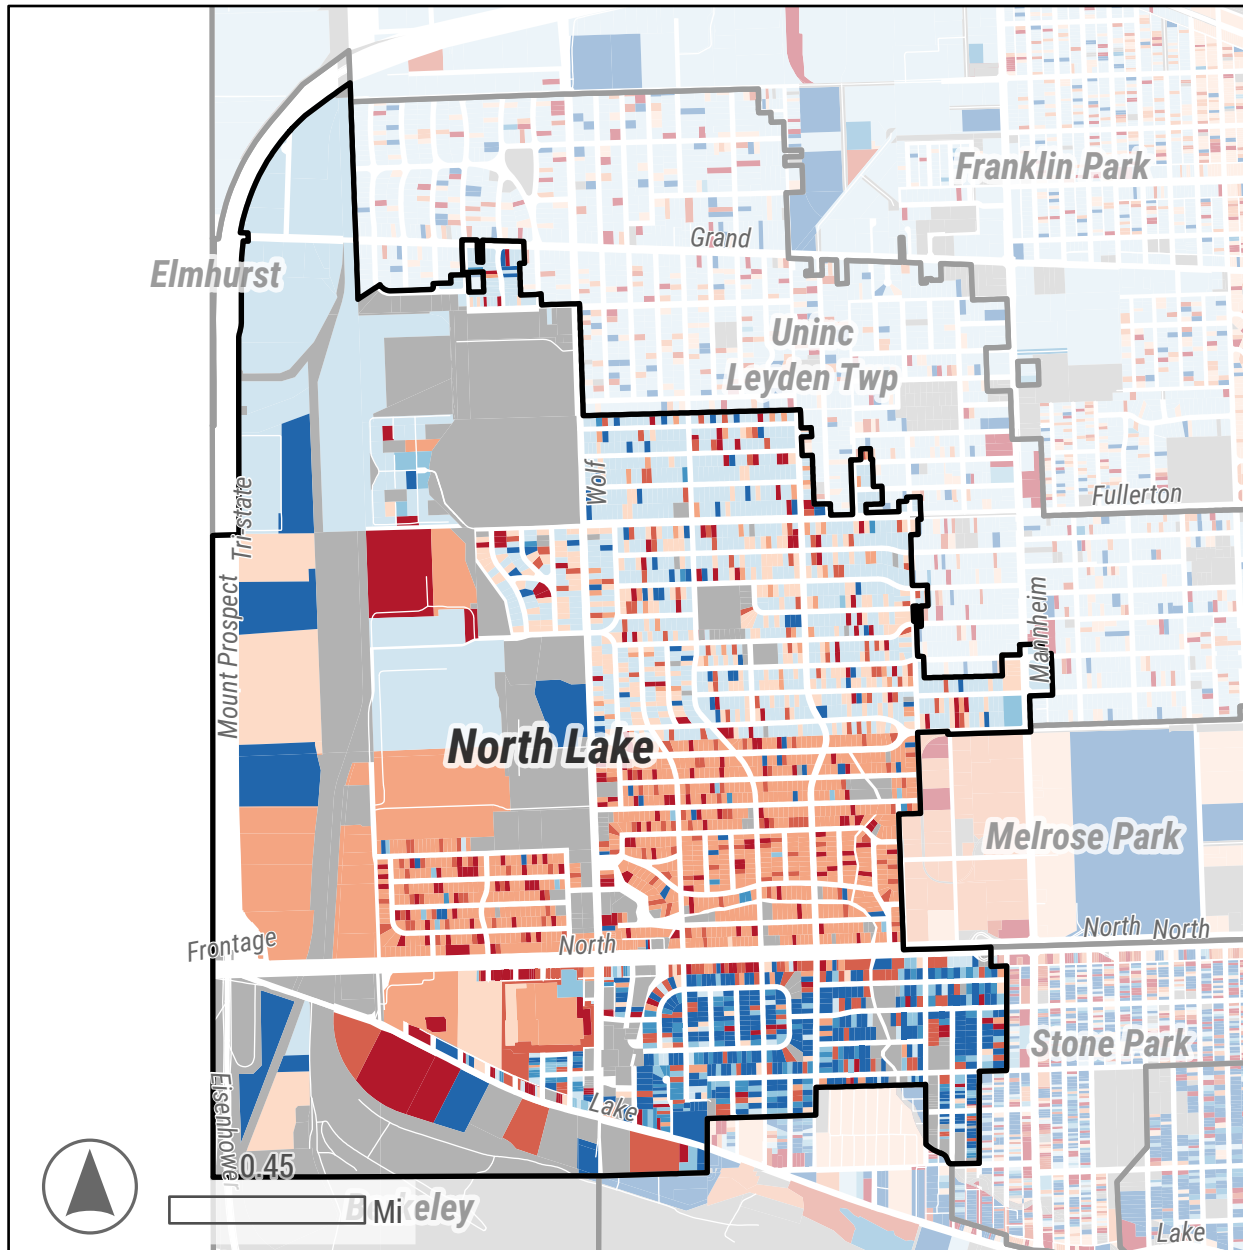 Franklin Park
Grand
Elmhurst
Uninc
Leyden Twp
Wolf
Tri-state
Fullerton
Mount Prospect
Mannheim
North Lake
Melrose Park
Frontage
North
North North
Stone Park
Eisenhower
Lake
0.45
Mi
Berkeley
Lake